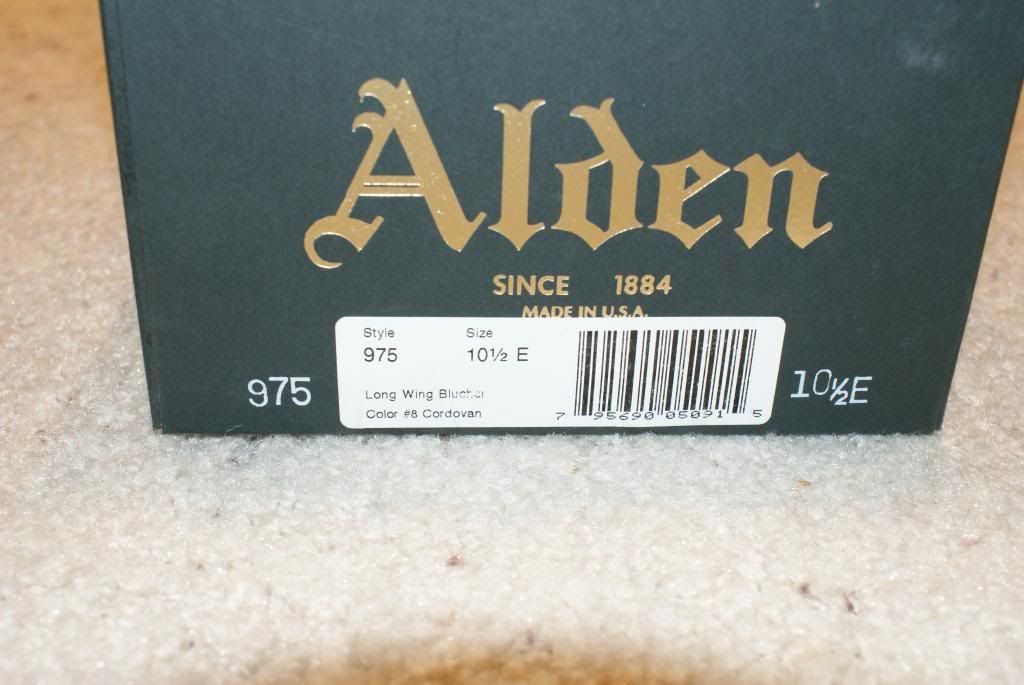 Alden
SINCE 1884
MADE IN U.S.A.
Style Size
975 10½ E
Long Wing Blucher
Color #8 Cordovan
7 95690 05091 5
975
10½E